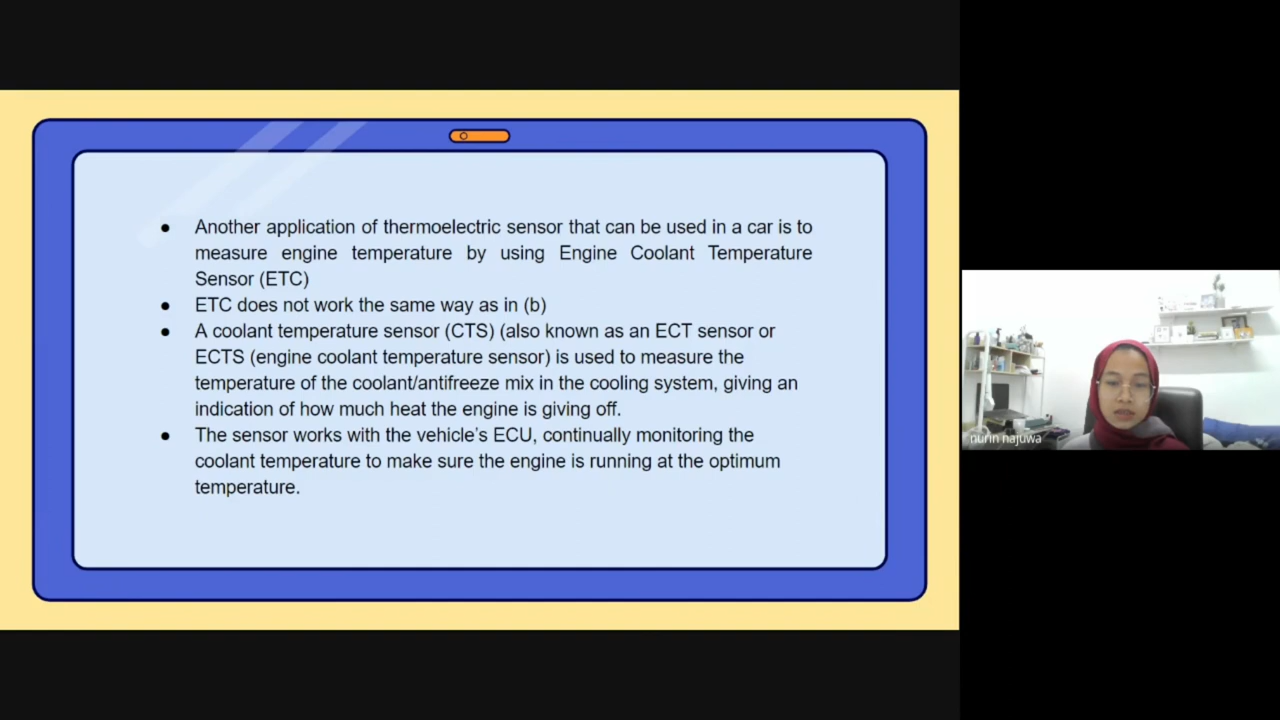 ● Another application of thermoelectric sensor that can be used in a car is to
measure engine temperature by using Engine Coolant Temperature
Sensor (ETC)
● ETC does not work the same way as in (b)
● A coolant temperature sensor (CTS) (also known as an ECT sensor or
ECTS (engine coolant temperature sensor) is used to measure the
temperature of the coolant/antifreeze mix in the cooling system, giving an
indication of how much heat the engine is giving off.
● The sensor works with the vehicle's ECU, continually monitoring the
coolant temperature to make sure the engine is running at the optimum
temperature.
nurin najuwa